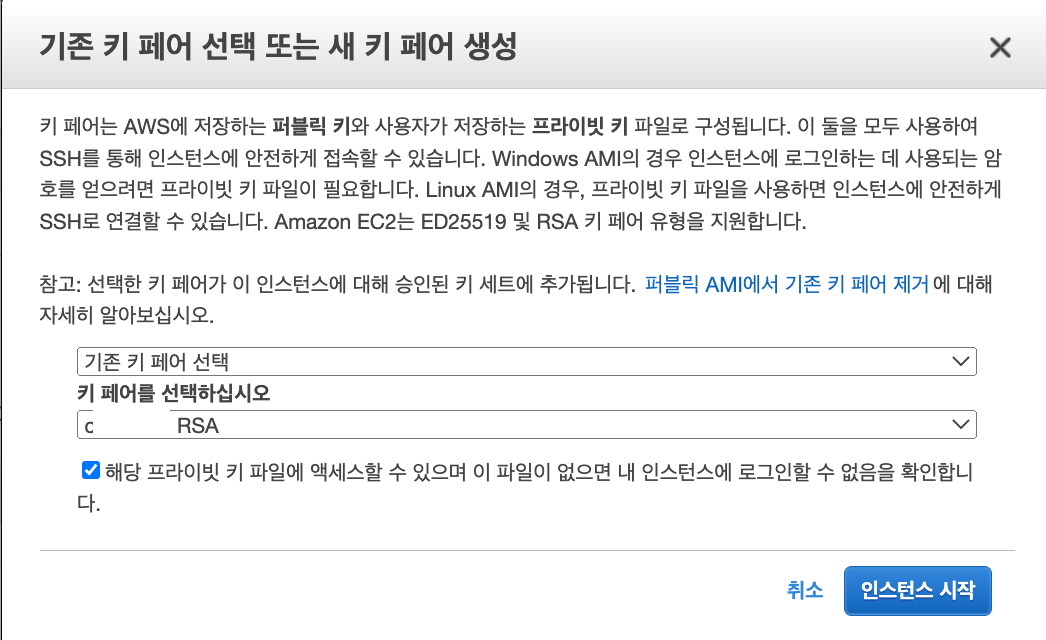 기존 키 페어 선택 또는 새 키 페어 생성
키 페어는 AWS에 저장하는 퍼블릭 키와 사용자가 저장하는 프라이빗 키 파일로 구성됩니다. 이 둘을 모두 사용하여
SSH를 통해 인스턴스에 안전하게 접속할 수 있습니다. Windows AMI의 경우 인스턴스에 로그인하는 데 사용되는 암
호를 얻으려면 프라이빗 키 파일이 필요합니다. Linux AMI의 경우, 프라이빗 키 파일을 사용하면 인스턴스에 안전하게
SSH로 연결할 수 있습니다. Amazon EC2는 ED25519 및 RSA 키 페어 유형을 지원합니다.
참고: 선택한 키 페어가 이 인스턴스에 대해 승인된 키 세트에 추가됩니다. 퍼블릭 AMI에서 기존 키 페어 제거에 대해
자세히 알아보십시오.
기존 키 페어 선택
키 페어를 선택하십시오
RSA
해당 프라이빗 키 파일에 액세스할 수 있으며 이 파일이 없으면 내 인스턴스에 로그인할 수 없음을 확인합니
다.
취소 인스턴스 시작